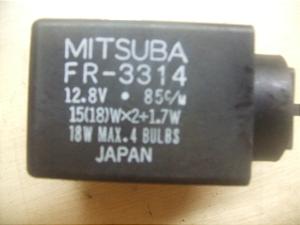 MITSUBA
FR-3314
12.8V • 85c/M
15(18)W×2+1.7W
18W MAX.4 BULBS
JAPAN